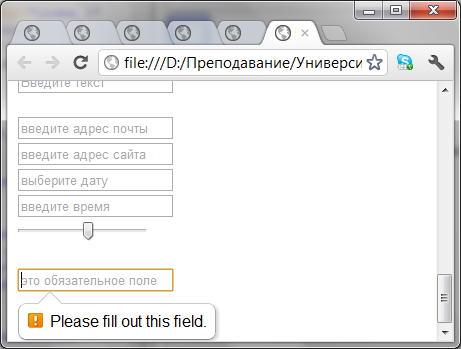 file:///D:/Преподавание/Универси
Введите текст
введите адрес почты
введите адрес сайта
выберите дату
введите время
это обязательное поле
Please fill out this field.